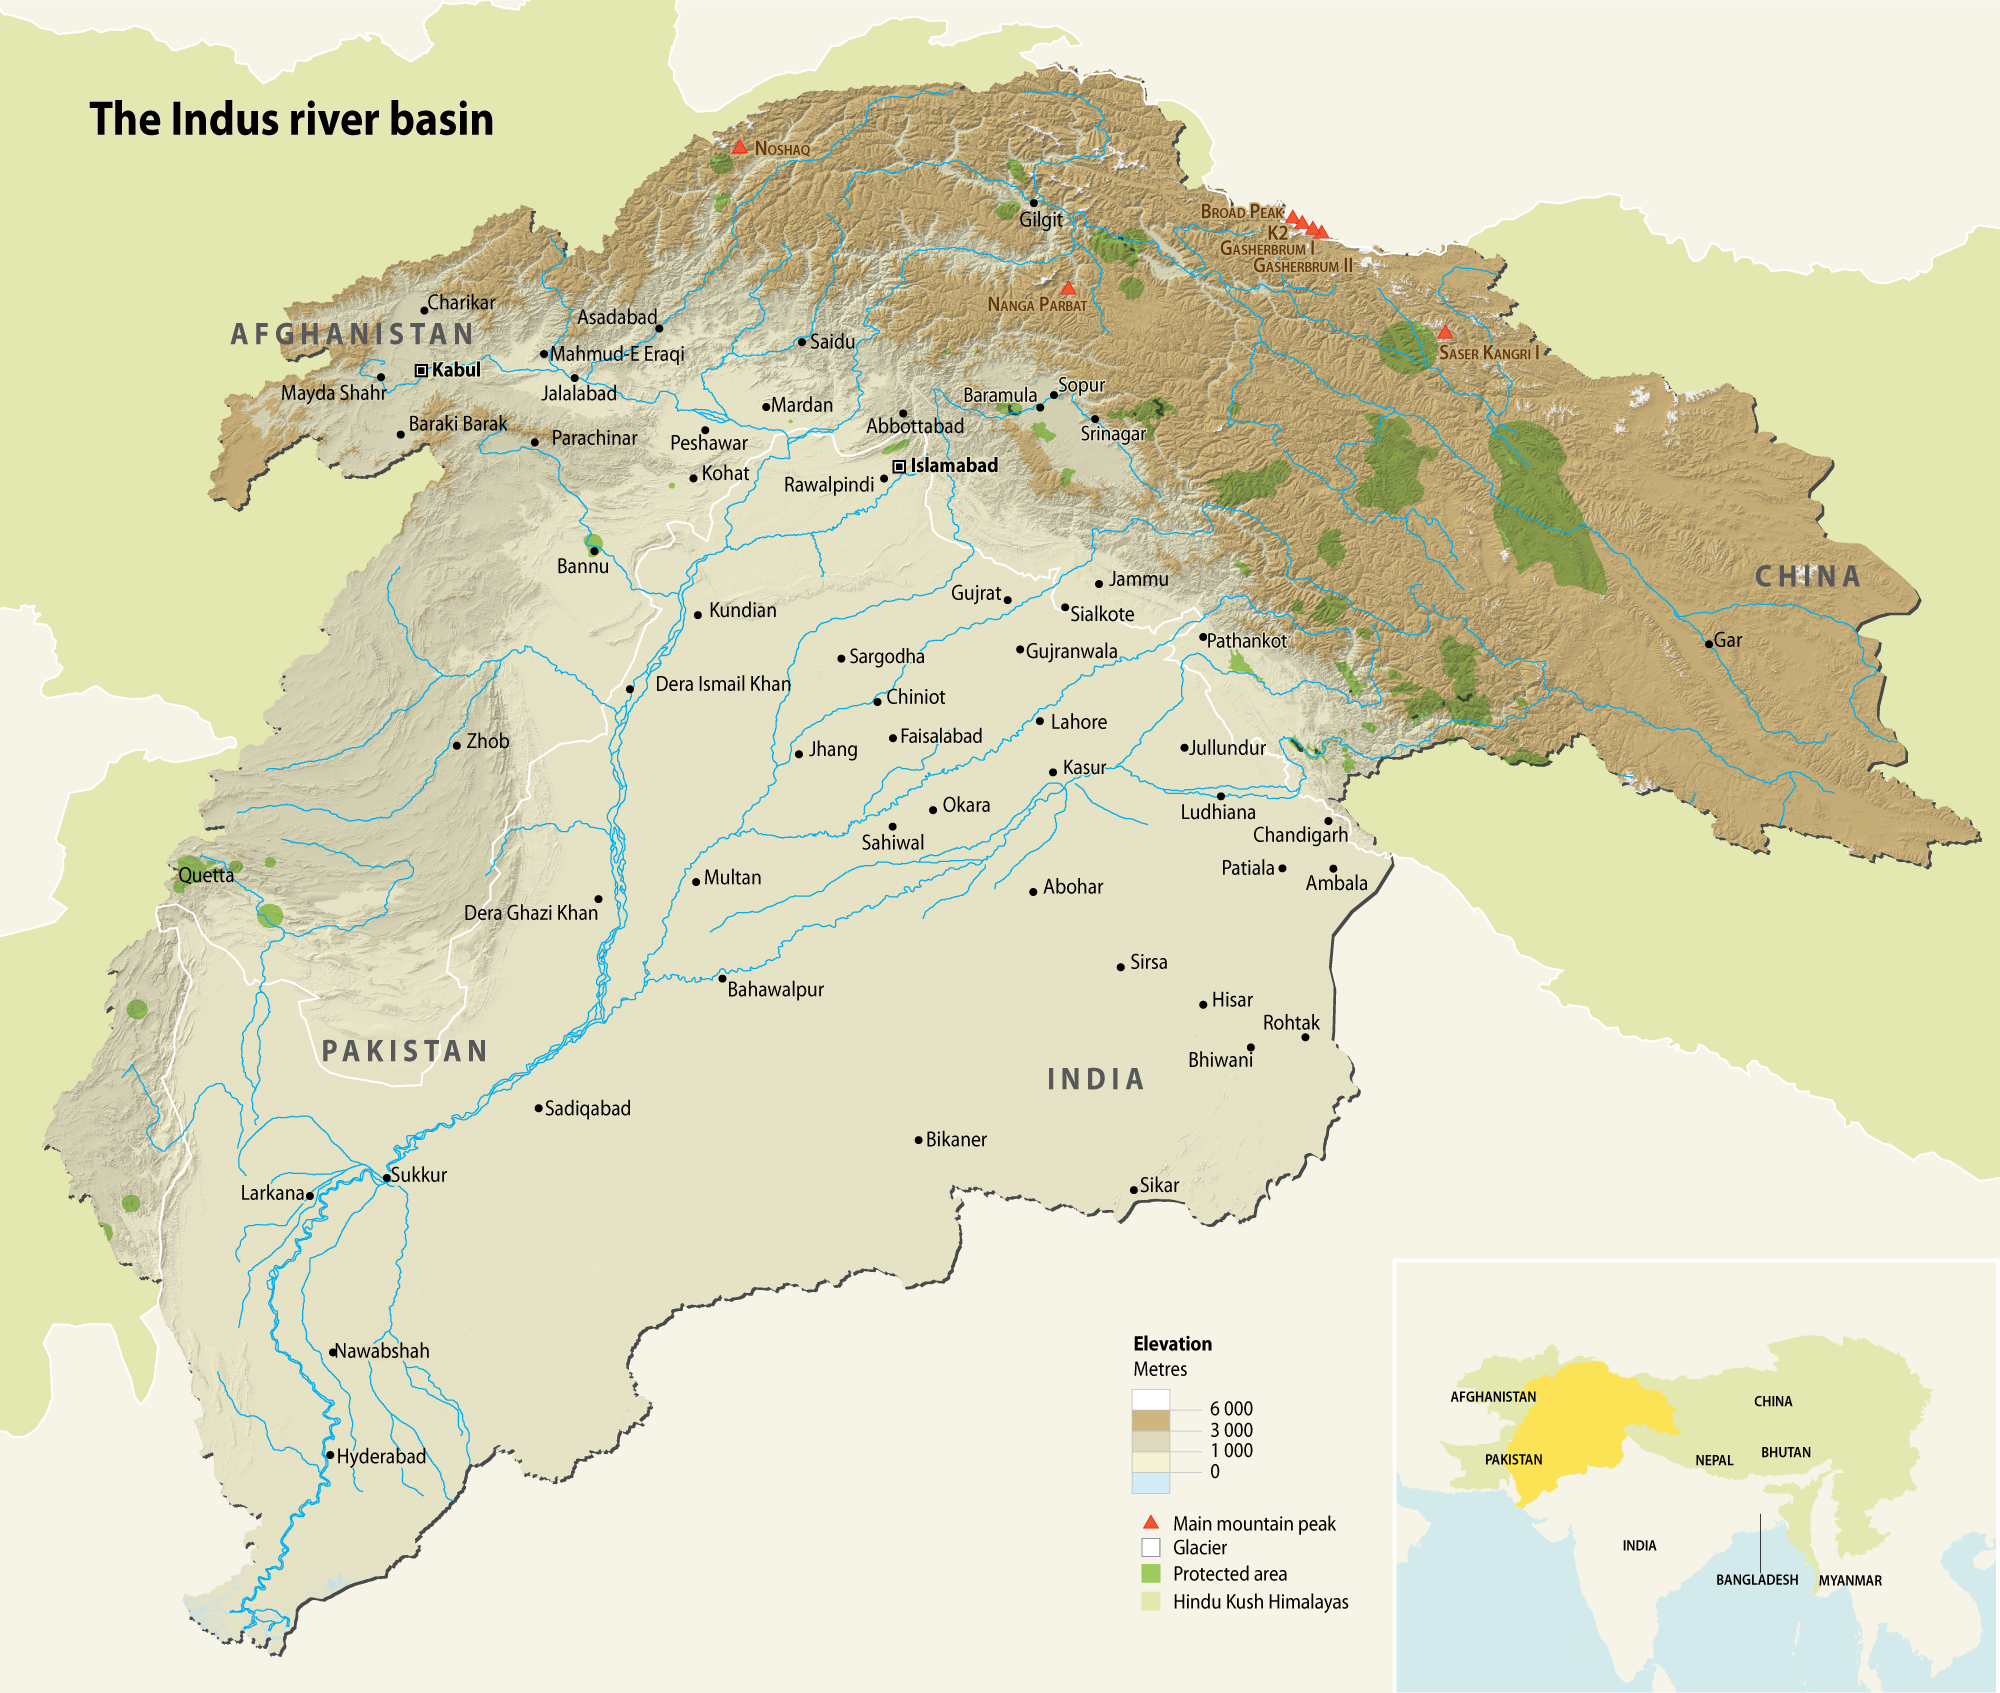 The Indus river basin
NOSHAQ
BROAD PEAK
K2
GASHERBRUM I
GASHERBRUM II
Gilgit
NANGA PARBAT
SASER KANGRI I
Charikar
AFGHANISTAN
Asadabad
Saidu
Mahmud-E Eraqi
Kabul
Mayda Shahr
Jalalabad
Baramula
Sopur
Mardan
Abbottabad
Srinagar
Baraki Barak
Parachinar
Peshawar
Kohat
Islamabad
Rawalpindi
Bannu
CHINA
Jammu
Gujrat
Sialkote
Kundian
Pathankot
Gar
Sargodha
Gujranwala
Dera Ismail Khan
Chiniot
Lahore
Zhob
Faisalabad
Jhang
Jullundur
Kasur
Okara
Ludhiana
Sahiwal
Chandigarh
Quetta
Multan
Abohar
Patiala
Ambala
Dera Ghazi Khan
Sirsa
Bahawalpur
Hisar
Rohtak
PAKISTAN
Bhiwani
INDIA
Sadiqabad
Bikaner
Sukkur
Larkana
Sikar
Nawabshah
Hyderabad
Elevation
Metres
6 000
3 000
1 000
0
Main mountain peak
Glacier
Protected area
Hindu Kush Himalayas
AFGHANISTAN
CHINA
PAKISTAN
NEPAL
BHUTAN
INDIA
BANGLADESH
MYANMAR